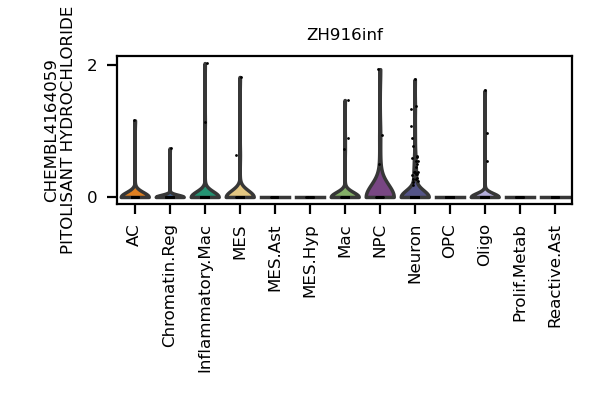 ZH916inf
CHEMBL4164059
PITOLISANT HYDROCHLORIDE
2
0
AC
Chromatin.Reg
Inflammatory.Mac
MES
MES.Ast
MES.Hyp
Mac
NPC
Neuron
OPC
Oligo
Prolif.Metab
Reactive.Ast